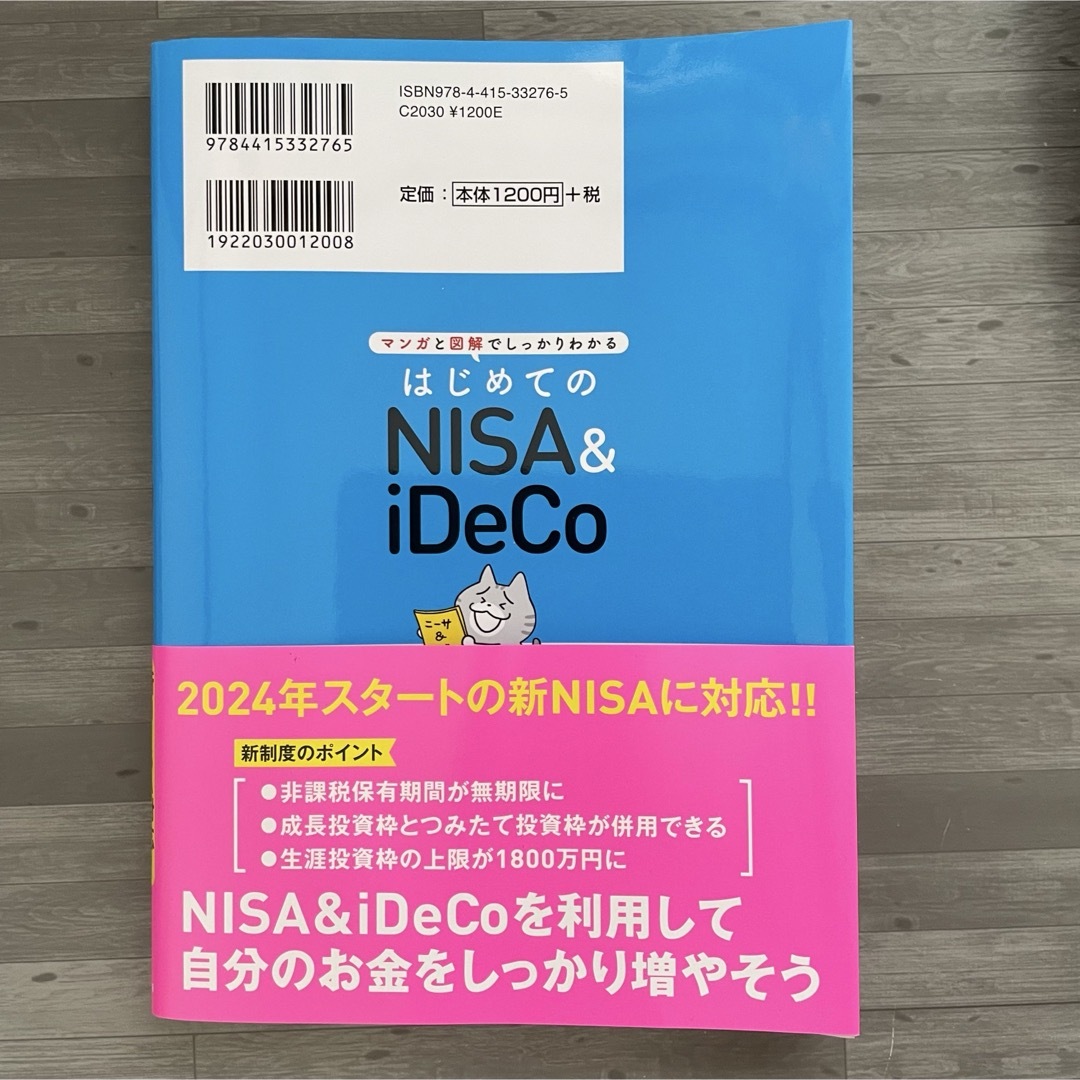 ISBN978-4-415-33276-5
C2030 ¥1200E
9784415332765
定価：本体1200円+税
1922030012008
マンガと図解でしっかりわかる
はじめての
NISA&
iDeCo
ニーサ
&
2024年スタートの新NISAに対応!!
新制度のポイント
●非課税保有期間が無期限に
●成長投資枠とつみたて投資枠が併用できる
●生涯投資枠の上限が1800万円に
NISA&iDeCoを利用して
自分のお金をしっかり増やそう